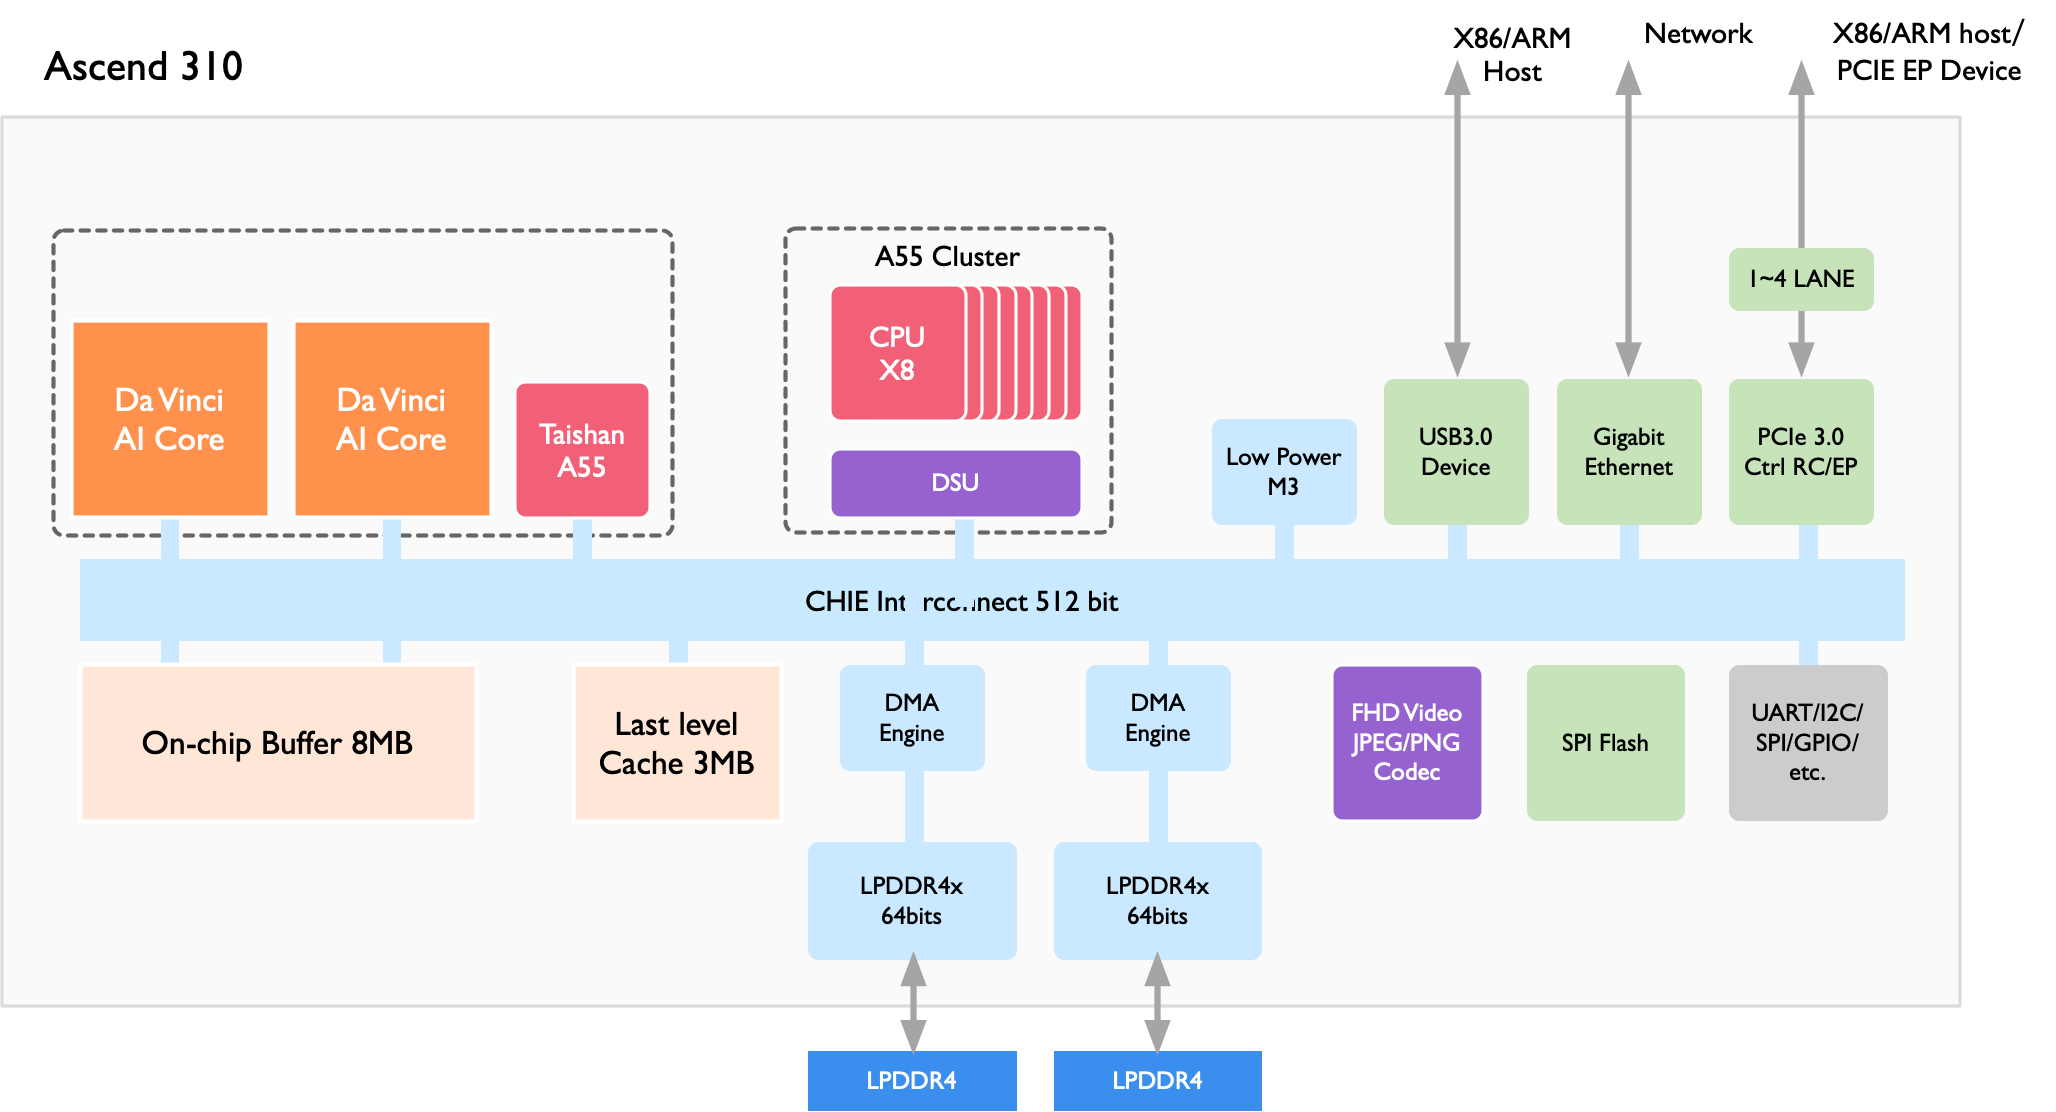 Ascend 310
X86/ARM
Host
Network
X86/ARM host/
PCIE EP Device
1~4 LANE
A55 Cluster
CPU
X8
DSU
Da Vinci
AI Core
Da Vinci
AI Core
Taishan
A55
Low Power
M3
USB3.0
Device
Gigabit
Ethernet
PCIe 3.0
Ctrl RC/EP
CHIE Interconnect 512 bit
On-chip Buffer 8MB
Last level
Cache 3MB
DMA
Engine
DMA
Engine
FHD Video
JPEG/PNG
Codec
SPI Flash
UART/I2C/
SPI/GPIO/
etc.
LPDDR4x
64bits
LPDDR4x
64bits
LPDDR4
LPDDR4